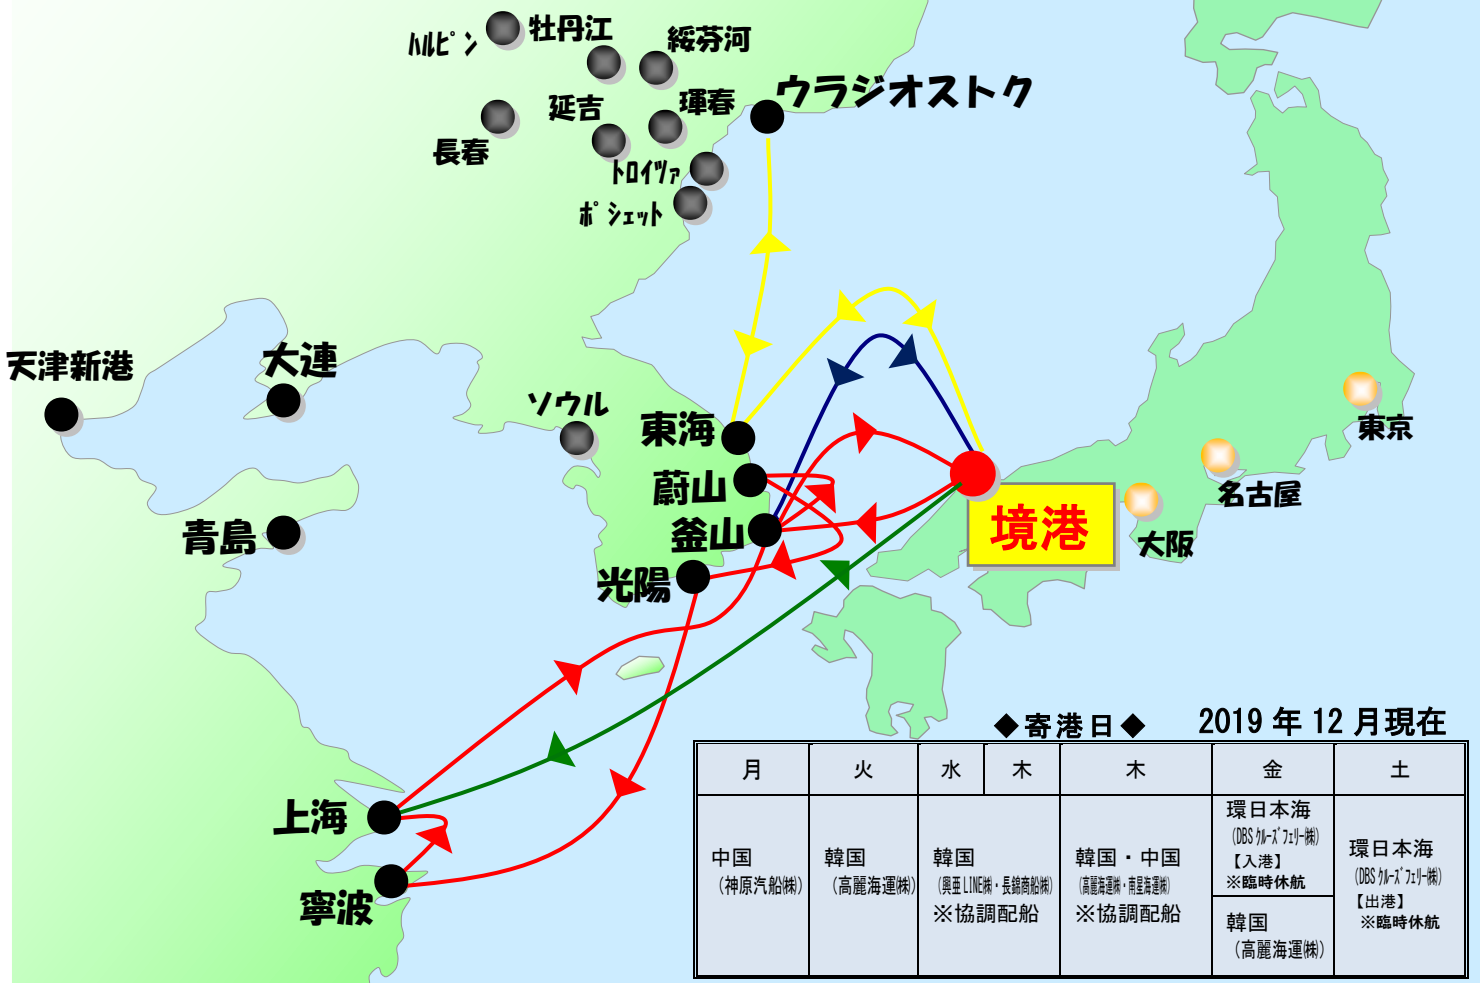 ハルピン
牡丹江
綏芬河
ウラジオストク
延吉
琿春
長春
トロイツァ
ポシェット
天津新港
大連
ソウル
東海
蔚山
青島
釜山
光陽
境港
東京
名古屋
大阪
上海
寧波
◆寄港日◆
2019 年 12 月現在
月
火
水
木
木
金
土
中国
（神原汽船㈱）
韓国
（高麗海運㈱）
韓国
（興亜LINE㈱・長錦商船㈱）
※協調配船
韓国・中国
（高麗海運㈱・南星海運㈱）
※協調配船
環日本海
（DBSクルーズフェリー㈱）
【入港】
※臨時休航
韓国
（高麗海運㈱）
環日本海
（DBSクルーズフェリー㈱）
【出港】
※臨時休航